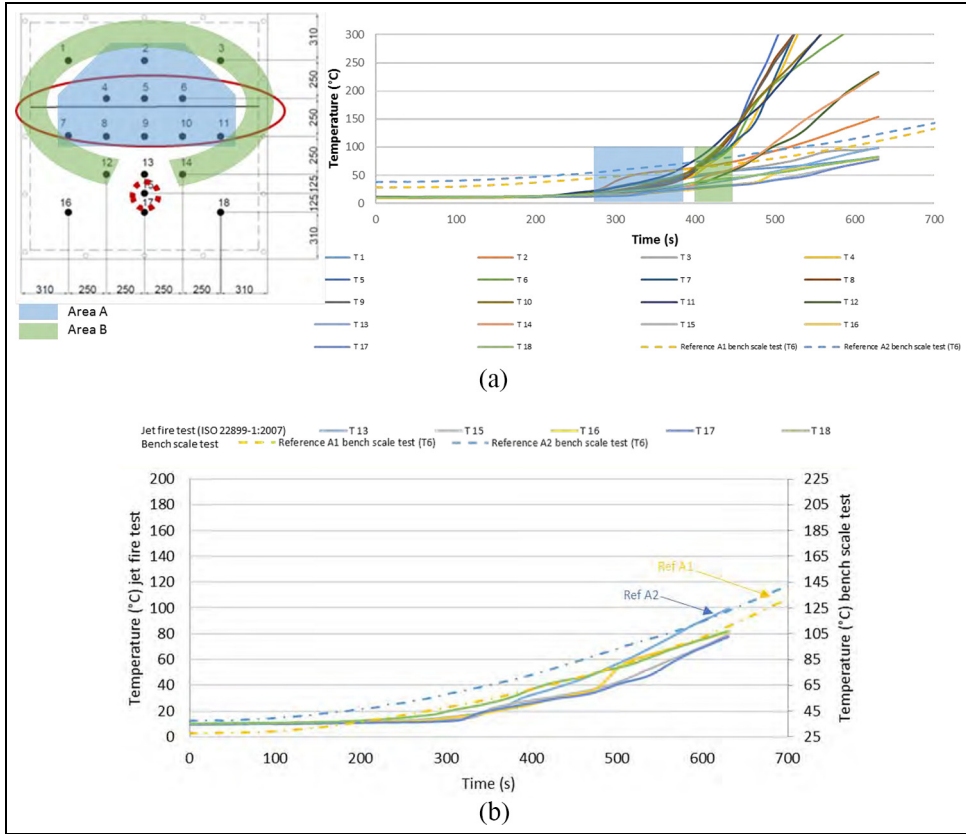 1 2 3
4 5 6
7 8 9 10 11
12 13 14
15
16 17 18
310 250 250 250 250 310
310
250
250
250
125
125
310
Area A
Area B
Temperature (°C)
300
250
200
150
100
50
0
0 100 200 300 400 500 600 700
Time (s)
T 1 T 2 T 3 T 4
T 5 T 6 T 7 T 8
T 9 T 10 T 11 T 12
T 13 T 14 T 15 T 16
T 17 T 18 Reference A1 bench scale test (T6) Reference A2 bench scale test (T6)
(a)
Jet fire test (ISO 22899-1:2007) T 13 T 15 T 16 T 17 T 18
Bench scale test Reference A1 bench scale test (T6) Reference A2 bench scale test (T6)
Temperature (°C) jet fire test
200 225
180 205
160 185
140 165
120 145
100 125
80 105
60 85
40 65
20 45
0 25
Temperature (°C) bench scale test
Ref A1
Ref A2
0 100 200 300 400 500 600 700
Time (s)
(b)